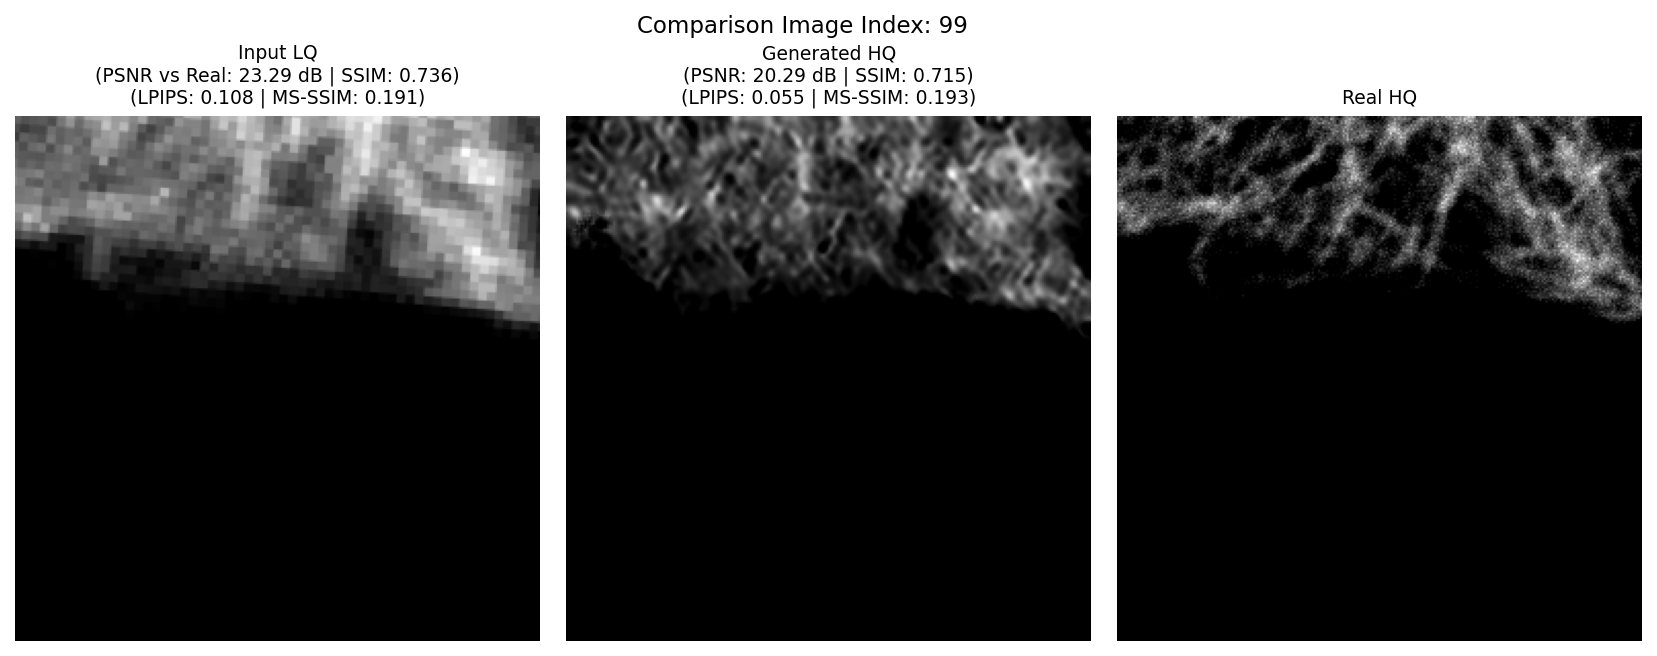 Comparison Image Index: 99
Input LQ
(PSNR vs Real: 23.29 dB | SSIM: 0.736)
(LPIPS: 0.108 | MS-SSIM: 0.191)
Generated HQ
(PSNR: 20.29 dB | SSIM: 0.715)
(LPIPS: 0.055 | MS-SSIM: 0.193)
Real HQ